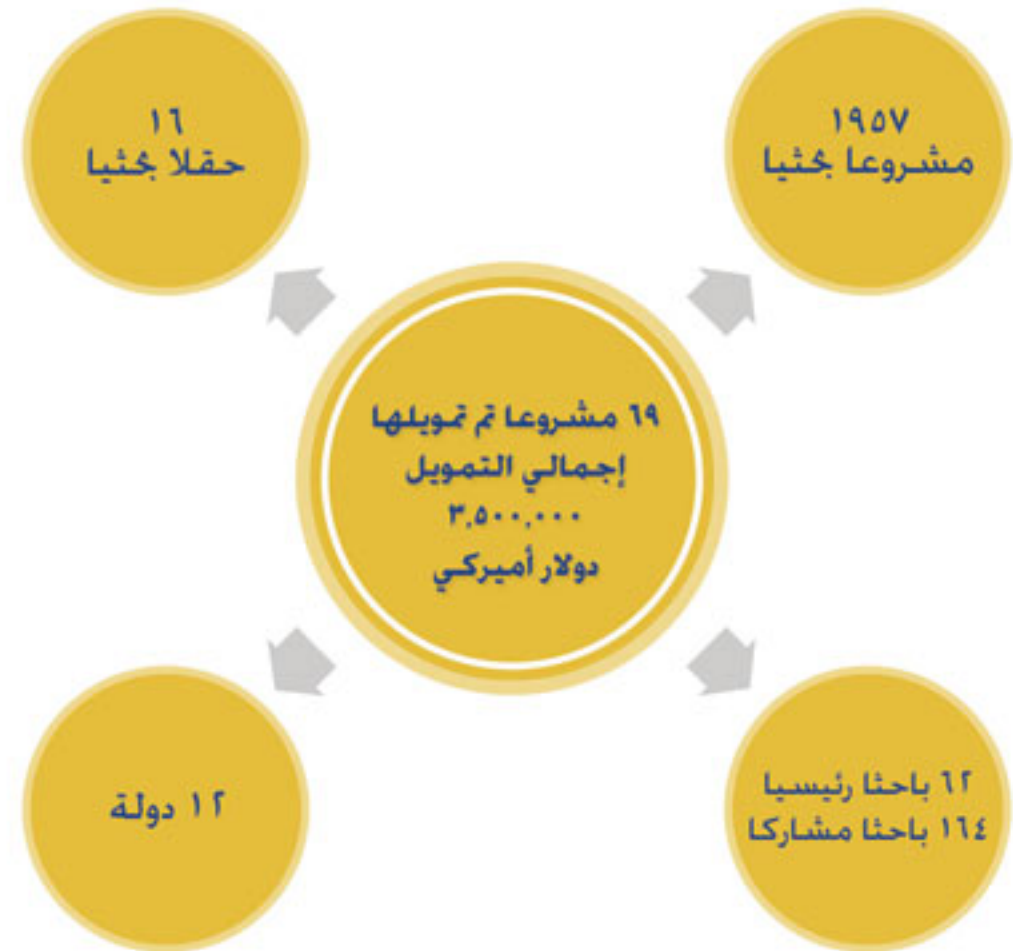 ١٩٥٧
مشروعا بحثيا
١٦
حقلا بحثيا
٦٩ مشروعا تم تمويلها
إجمالي التمويل
٣,٥٠٠,٠٠٠
دولار أميركي
٦٢ باحثا رئيسيا
١٦٤ باحثا مشاركا
١٢ دولة